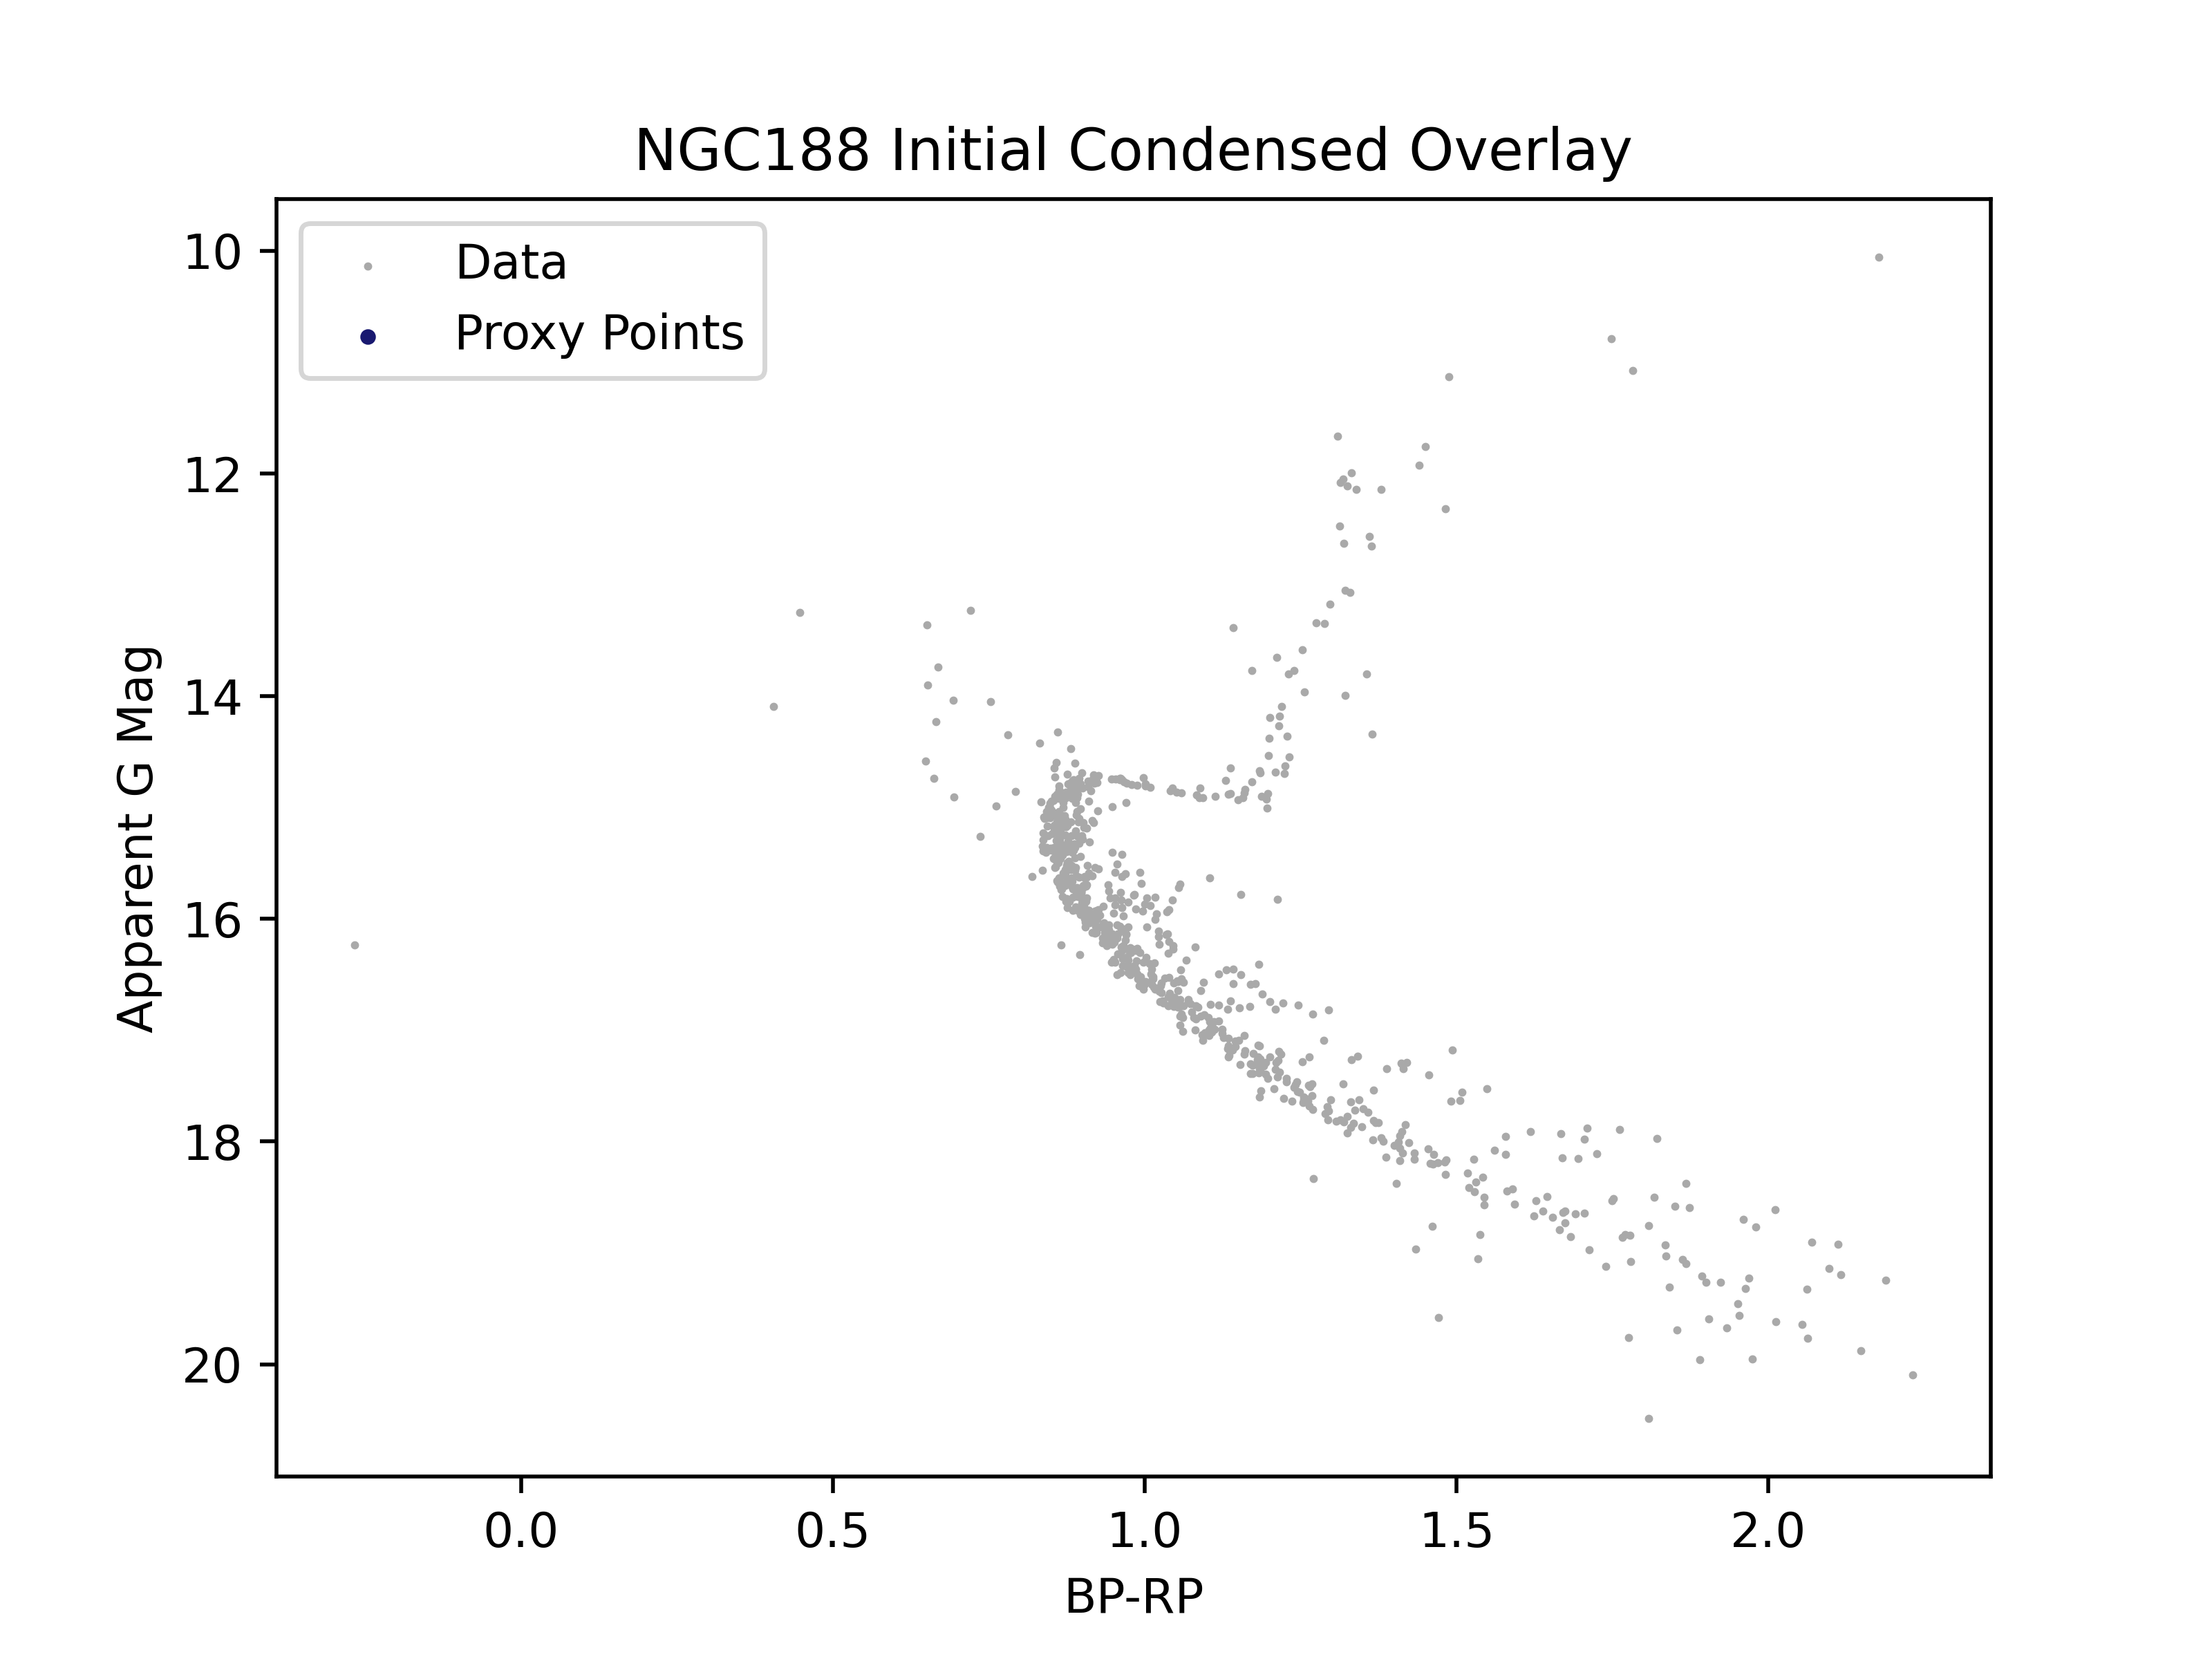 NGC188 Initial Condensed Overlay
Data
Proxy Points
10
12
14
16
18
20
Apparent G Mag
0.0 0.5 1.0 1.5 2.0
BP-RP